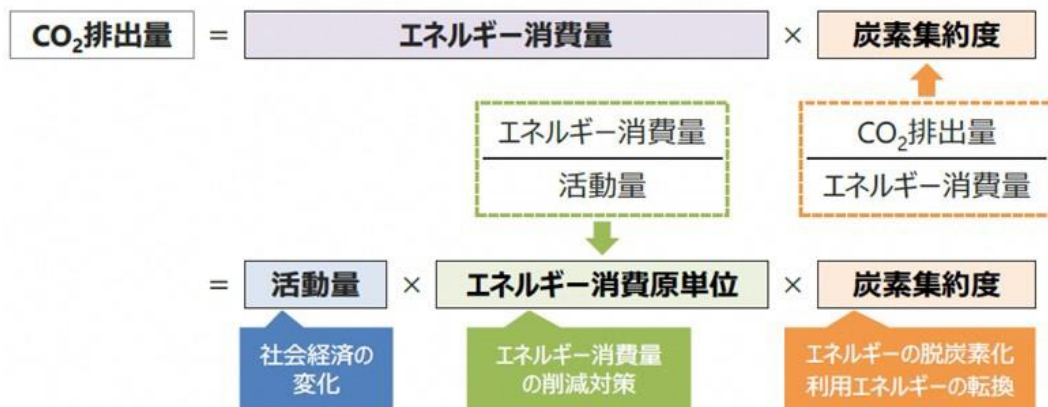 CO₂排出量 = エネルギー消費量 × 炭素集約度
エネルギー消費量
活動量
CO₂排出量
エネルギー消費量
= 活動量 × エネルギー消費原単位 × 炭素集約度
社会経済の
変化
エネルギー消費量
の削減対策
エネルギーの脱炭素化
利用エネルギーの転換